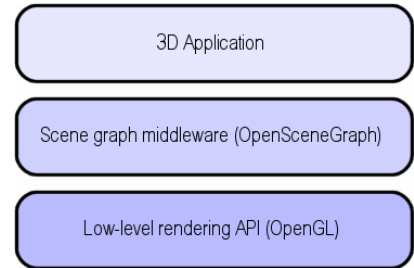 3D Application
Scene graph middleware (OpenSceneGraph)
Low-level rendering API (OpenGL)